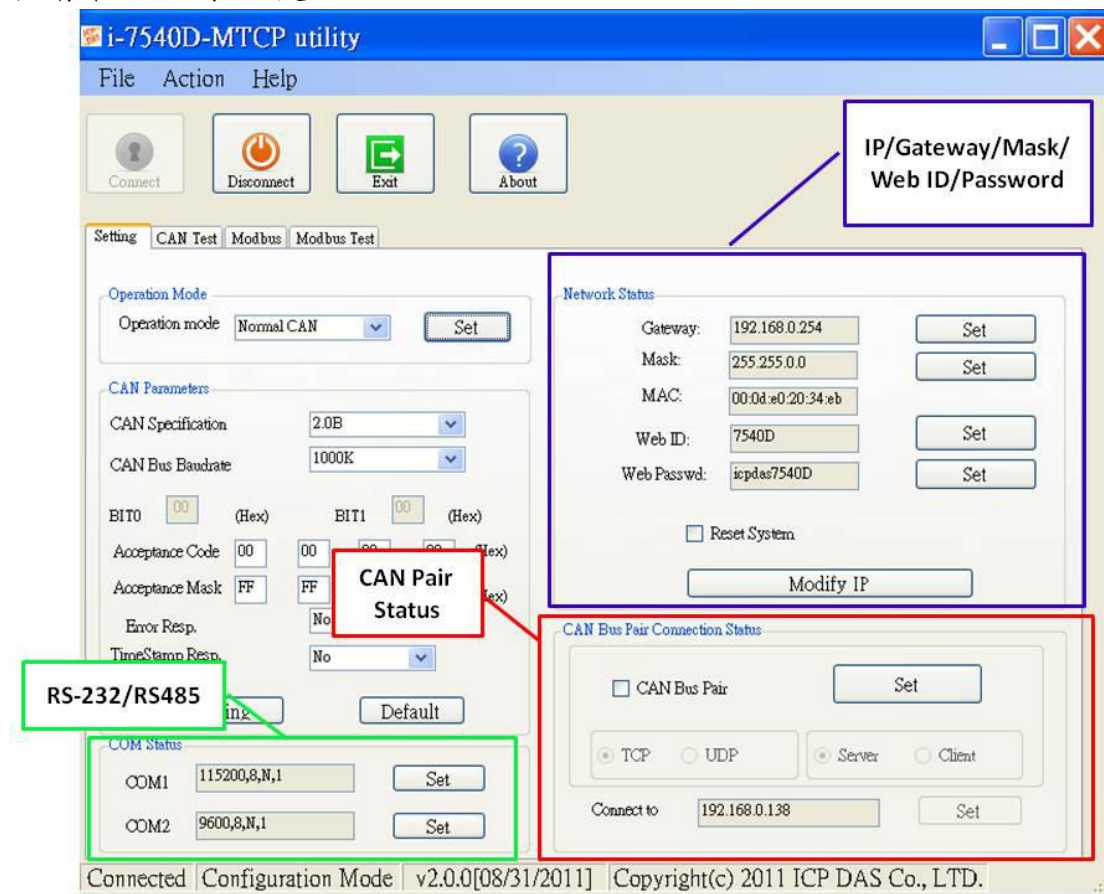 i-7540D-MTCP utility
File Action Help
Connect Disconnect Exit About
IP/Gateway/Mask/
Web ID/Password
Setting CAN Test Modbus Modbus Test
Operation Mode
Operation mode Normal CAN Set
CAN Parameters
CAN Specification 2.0B
CAN Bus Baudrate 1000K
BIT0 00 (Hex) BIT1 00 (Hex)
Acceptance Code 00 00
Acceptance Mask FF FF
Error Resp. No
TimeStamp Resp. No
Default
CAN Pair
Status
RS-232/RS485
COM Status
COM1 115200,8,N,1 Set
COM2 9600,8,N,1 Set
Network Status
Gateway: 192.168.0.254 Set
Mask: 255.255.0.0 Set
MAC: 00:0d:e0:20:34:eb
Web ID: 7540D Set
Web Passwd: icpdas7540D Set
Reset System
Modify IP
CAN Bus Pair Connection Status
CAN Bus Pair Set
TCP UDP Server Client
Connect to 192.168.0.138 Set
Connected Configuration Mode v2.0.0[08/31/2011] Copyright(c) 2011 ICP DAS Co., LTD.